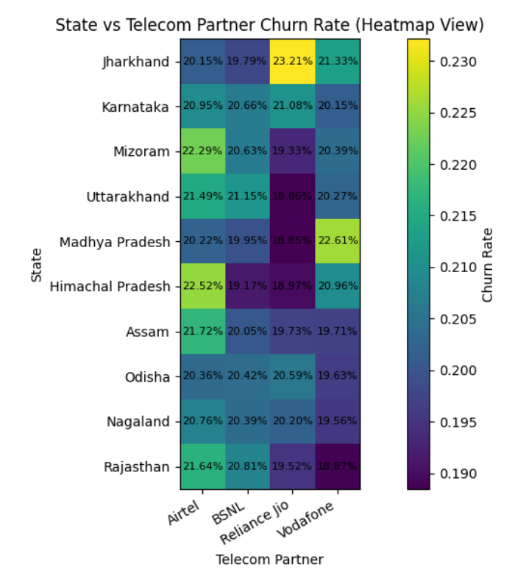 State vs Telecom Partner Churn Rate (Heatmap View)
Jharkhand 20.15% 19.79% 23.21% 21.33%
Karnataka 20.95% 20.66% 21.08% 20.15%
Mizoram 22.29% 20.63% 19.33% 20.39%
Uttarakhand 21.49% 21.15% 18.86% 20.27%
Madhya Pradesh 20.22% 19.95% 18.85% 22.61%
Himachal Pradesh 22.52% 19.17% 18.97% 20.96%
Assam 21.72% 20.05% 19.73% 19.71%
Odisha 20.36% 20.42% 20.59% 19.63%
Nagaland 20.76% 20.39% 20.20% 19.56%
Rajasthan 21.64% 20.81% 19.52% 18.87%
State
Airtel BSNL Reliance Jio Vodafone
Telecom Partner
0.230
0.225
0.220
0.215
0.210
0.205
0.200
0.195
0.190
Churn Rate